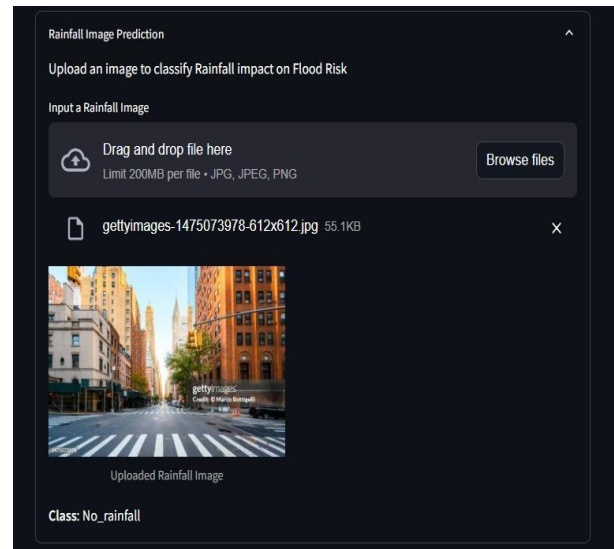 Rainfall Image Prediction
Upload an image to classify Rainfall impact on Flood Risk
Input a Rainfall Image
Drag and drop file here
Limit 200MB per file • JPG, JPEG, PNG
Browse files
gettyimages-1475073978-612x612.jpg 55.1KB
gettyimages
Credit: © Marco Bottigelli
1475073978
Uploaded Rainfall Image
Class: No_rainfall